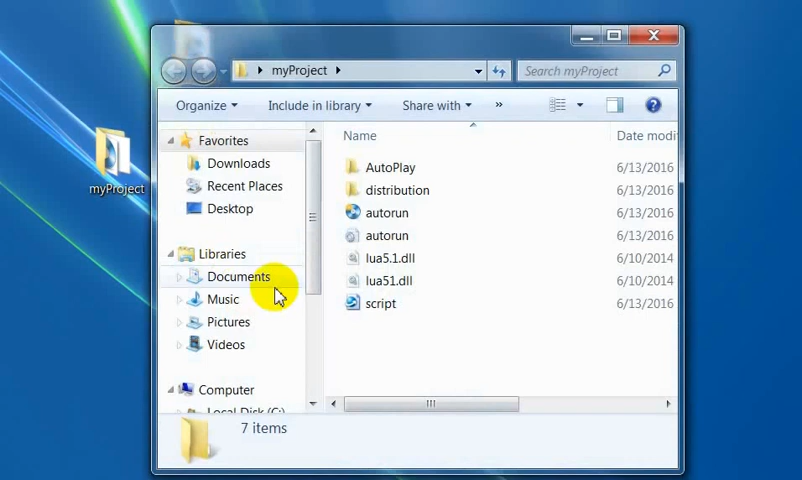 myProject
Search myProject
Organize
Include in library
Share with
»
Favorites
Downloads
Recent Places
Desktop
Libraries
Documents
Music
Pictures
Videos
Computer
Local Disk (C:)
Name
Date modi
AutoPlay 6/13/2016
distribution 6/13/2016
autorun 6/13/2016
autorun 6/13/2016
lua5.1.dll 6/10/2014
lua51.dll 6/10/2014
script 6/13/2016
7 items
myProject